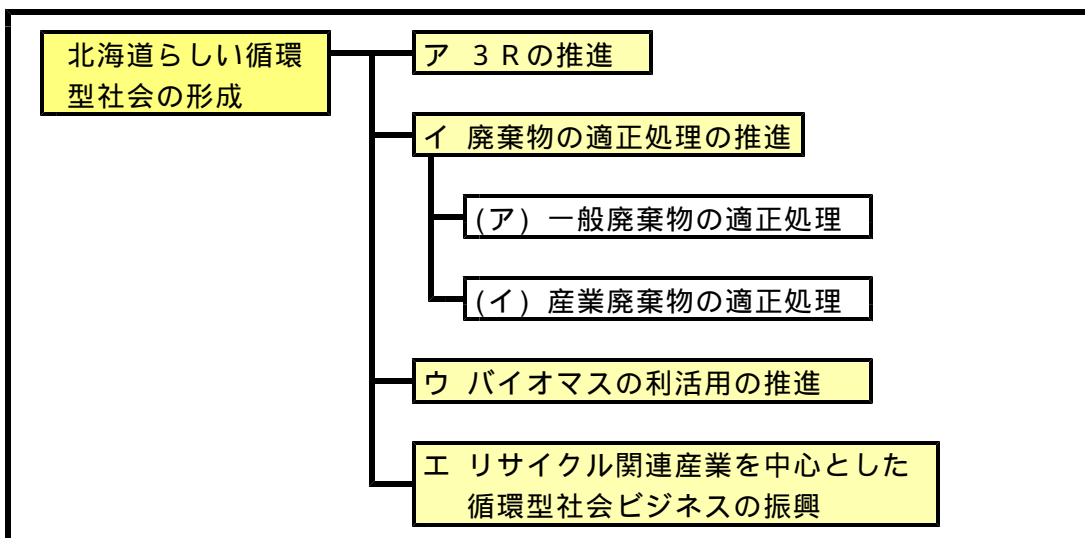 北海道らしい循環
型社会の形成
ア ３Ｒの推進
イ 廃棄物の適正処理の推進
(ア) 一般廃棄物の適正処理
(イ) 産業廃棄物の適正処理
ウ バイオマスの利活用の推進
エ リサイクル関連産業を中心とした
循環型社会ビジネスの振興